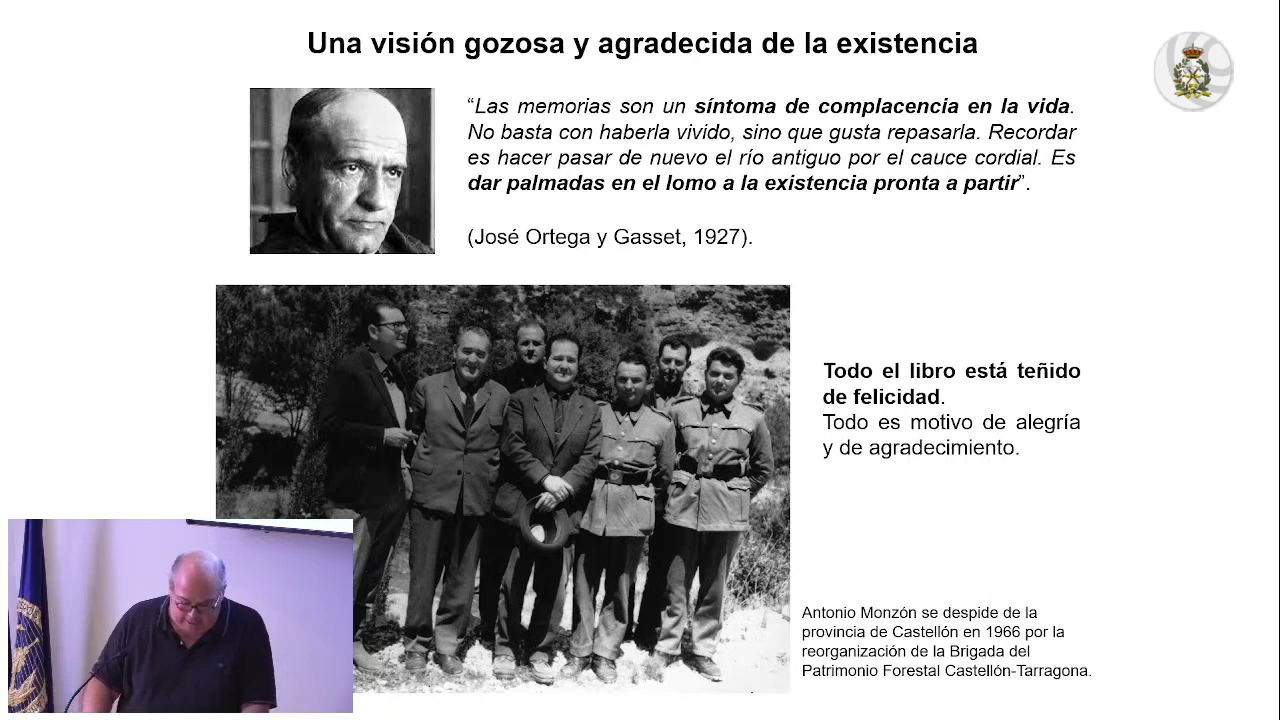 Una visión gozosa y agradecida de la existencia
“Las memorias son un síntoma de complacencia en la vida.
No basta con haberla vivido, sino que gusta repasarla. Recordar
es hacer pasar de nuevo el río antiguo por el cauce cordial. Es
dar palmadas en el lomo a la existencia pronta a partir”.
(José Ortega y Gasset, 1927).
Todo el libro está teñido
de felicidad.
Todo es motivo de alegría
y de agradecimiento.
Antonio Monzón se despide de la
provincia de Castellón en 1966 por la
reorganización de la Brigada del
Patrimonio Forestal Castellón-Tarragona.